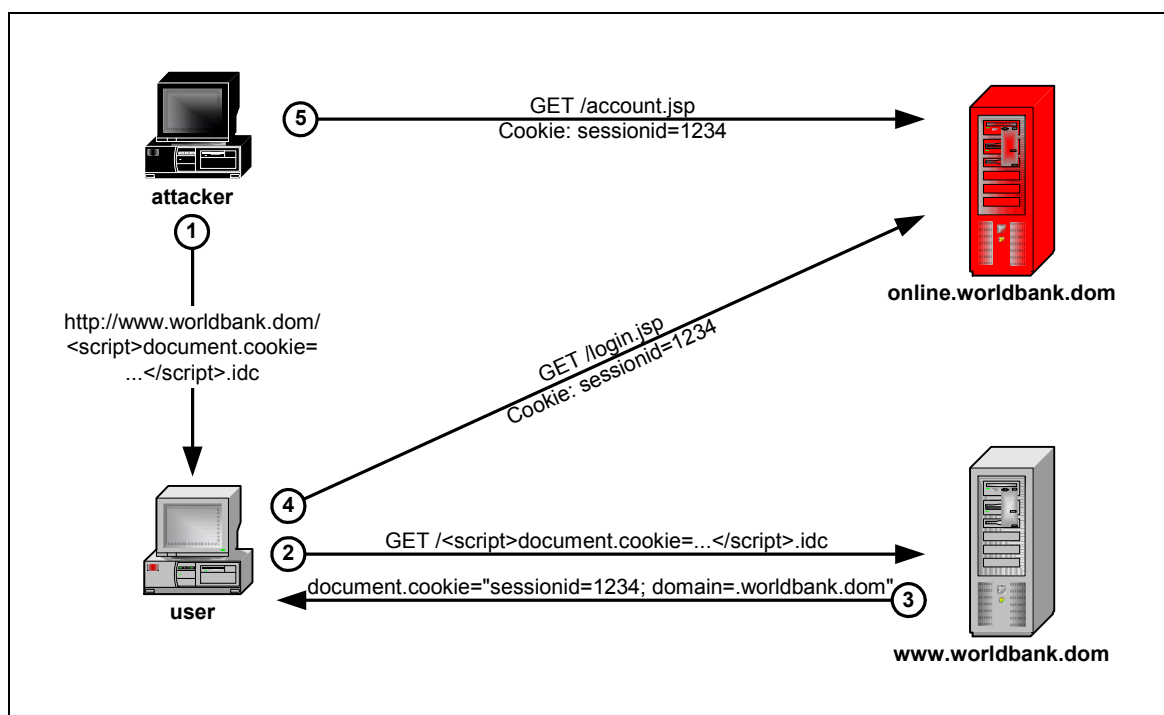 5
GET /account.jsp
Cookie: sessionid=1234
attacker
1
online.worldbank.dom
http://www.worldbank.dom/
<script>document.cookie=
...</script>.idc
GET /login.jsp
Cookie: sessionid=1234
4
2
GET /<script>document.cookie=...</script>.idc
document.cookie="sessionid=1234; domain=.worldbank.dom"
3
user
www.worldbank.dom